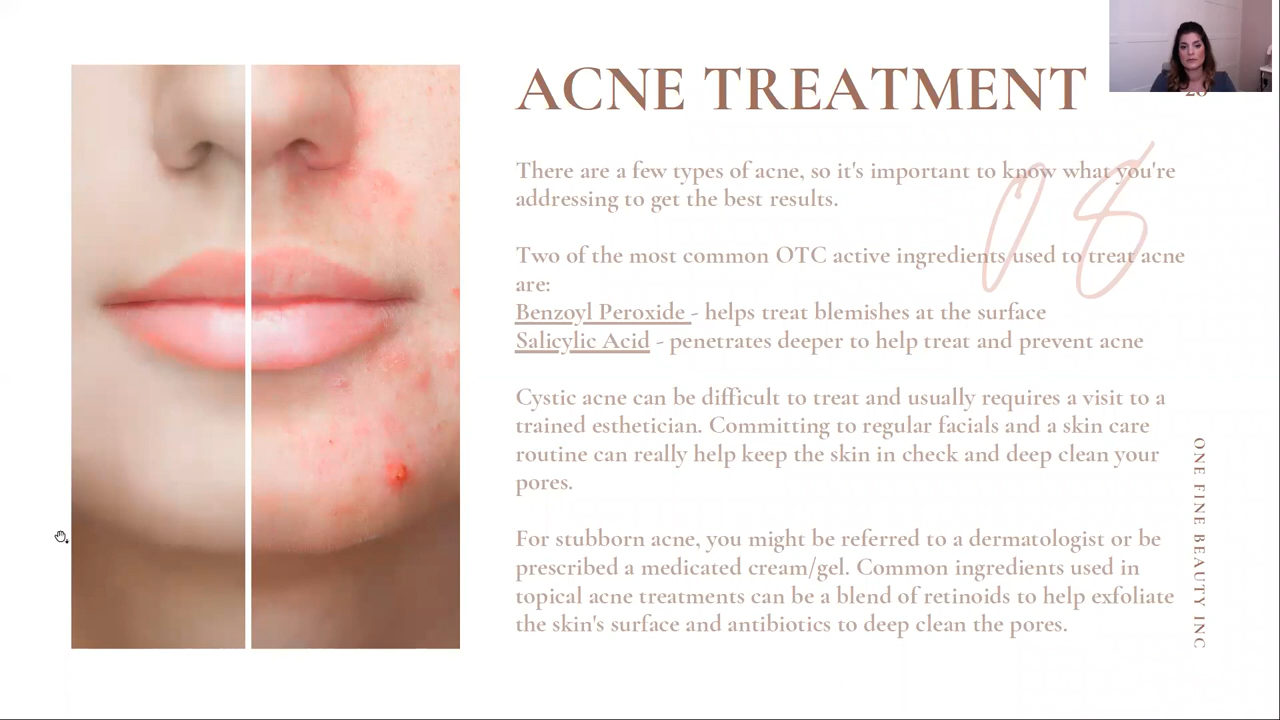 ACNE TREATMENT
There are a few types of acne, so it's important to know what you're
addressing to get the best results.
Two of the most common OTC active ingredients used to treat acne
are:
Benzoyl Peroxide - helps treat blemishes at the surface
Salicylic Acid - penetrates deeper to help treat and prevent acne
Cystic acne can be difficult to treat and usually requires a visit to a
trained esthetician. Committing to regular facials and a skin care
routine can really help keep the skin in check and deep clean your
pores.
For stubborn acne, you might be referred to a dermatologist or be
prescribed a medicated cream/gel. Common ingredients used in
topical acne treatments can be a blend of retinoids to help exfoliate
the skin's surface and antibiotics to deep clean the pores.
08
ONE FINE BEAUTY INC